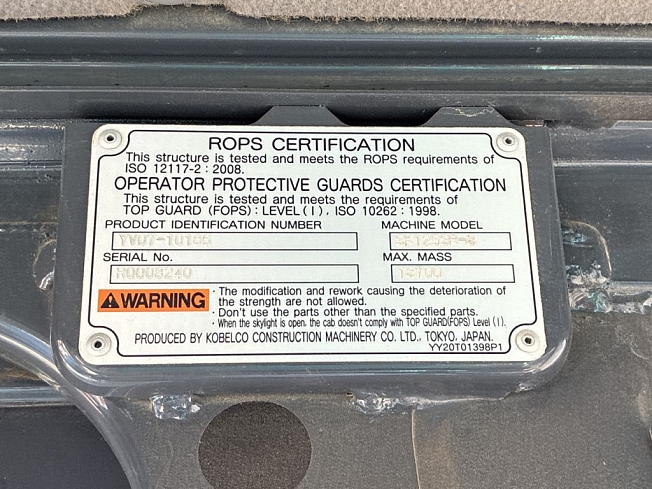 ROPS CERTIFICATION
This structure is tested and meets the ROPS requirements of
ISO 12117-2 : 2008.
OPERATOR PROTECTIVE GUARDS CERTIFICATION
This structure is tested and meets the requirements of
TOP GUARD (FOPS) : LEVEL ( I ) , ISO 10262 : 1998.
PRODUCT IDENTIFICATION NUMBER MACHINE MODEL
SERIAL No. MAX. MASS
R0008240
WARNING · The modification and rework causing the deterioration of
the strength are not allowed.
· Don't use the parts other than the specified parts.
· When the skylight is open, the cab doesn't comply with TOP GUARD(FOPS) Level ( I ).
PRODUCED BY KOBELCO CONSTRUCTION MACHINERY CO. LTD., TOKYO, JAPAN.
YY20T01398P1